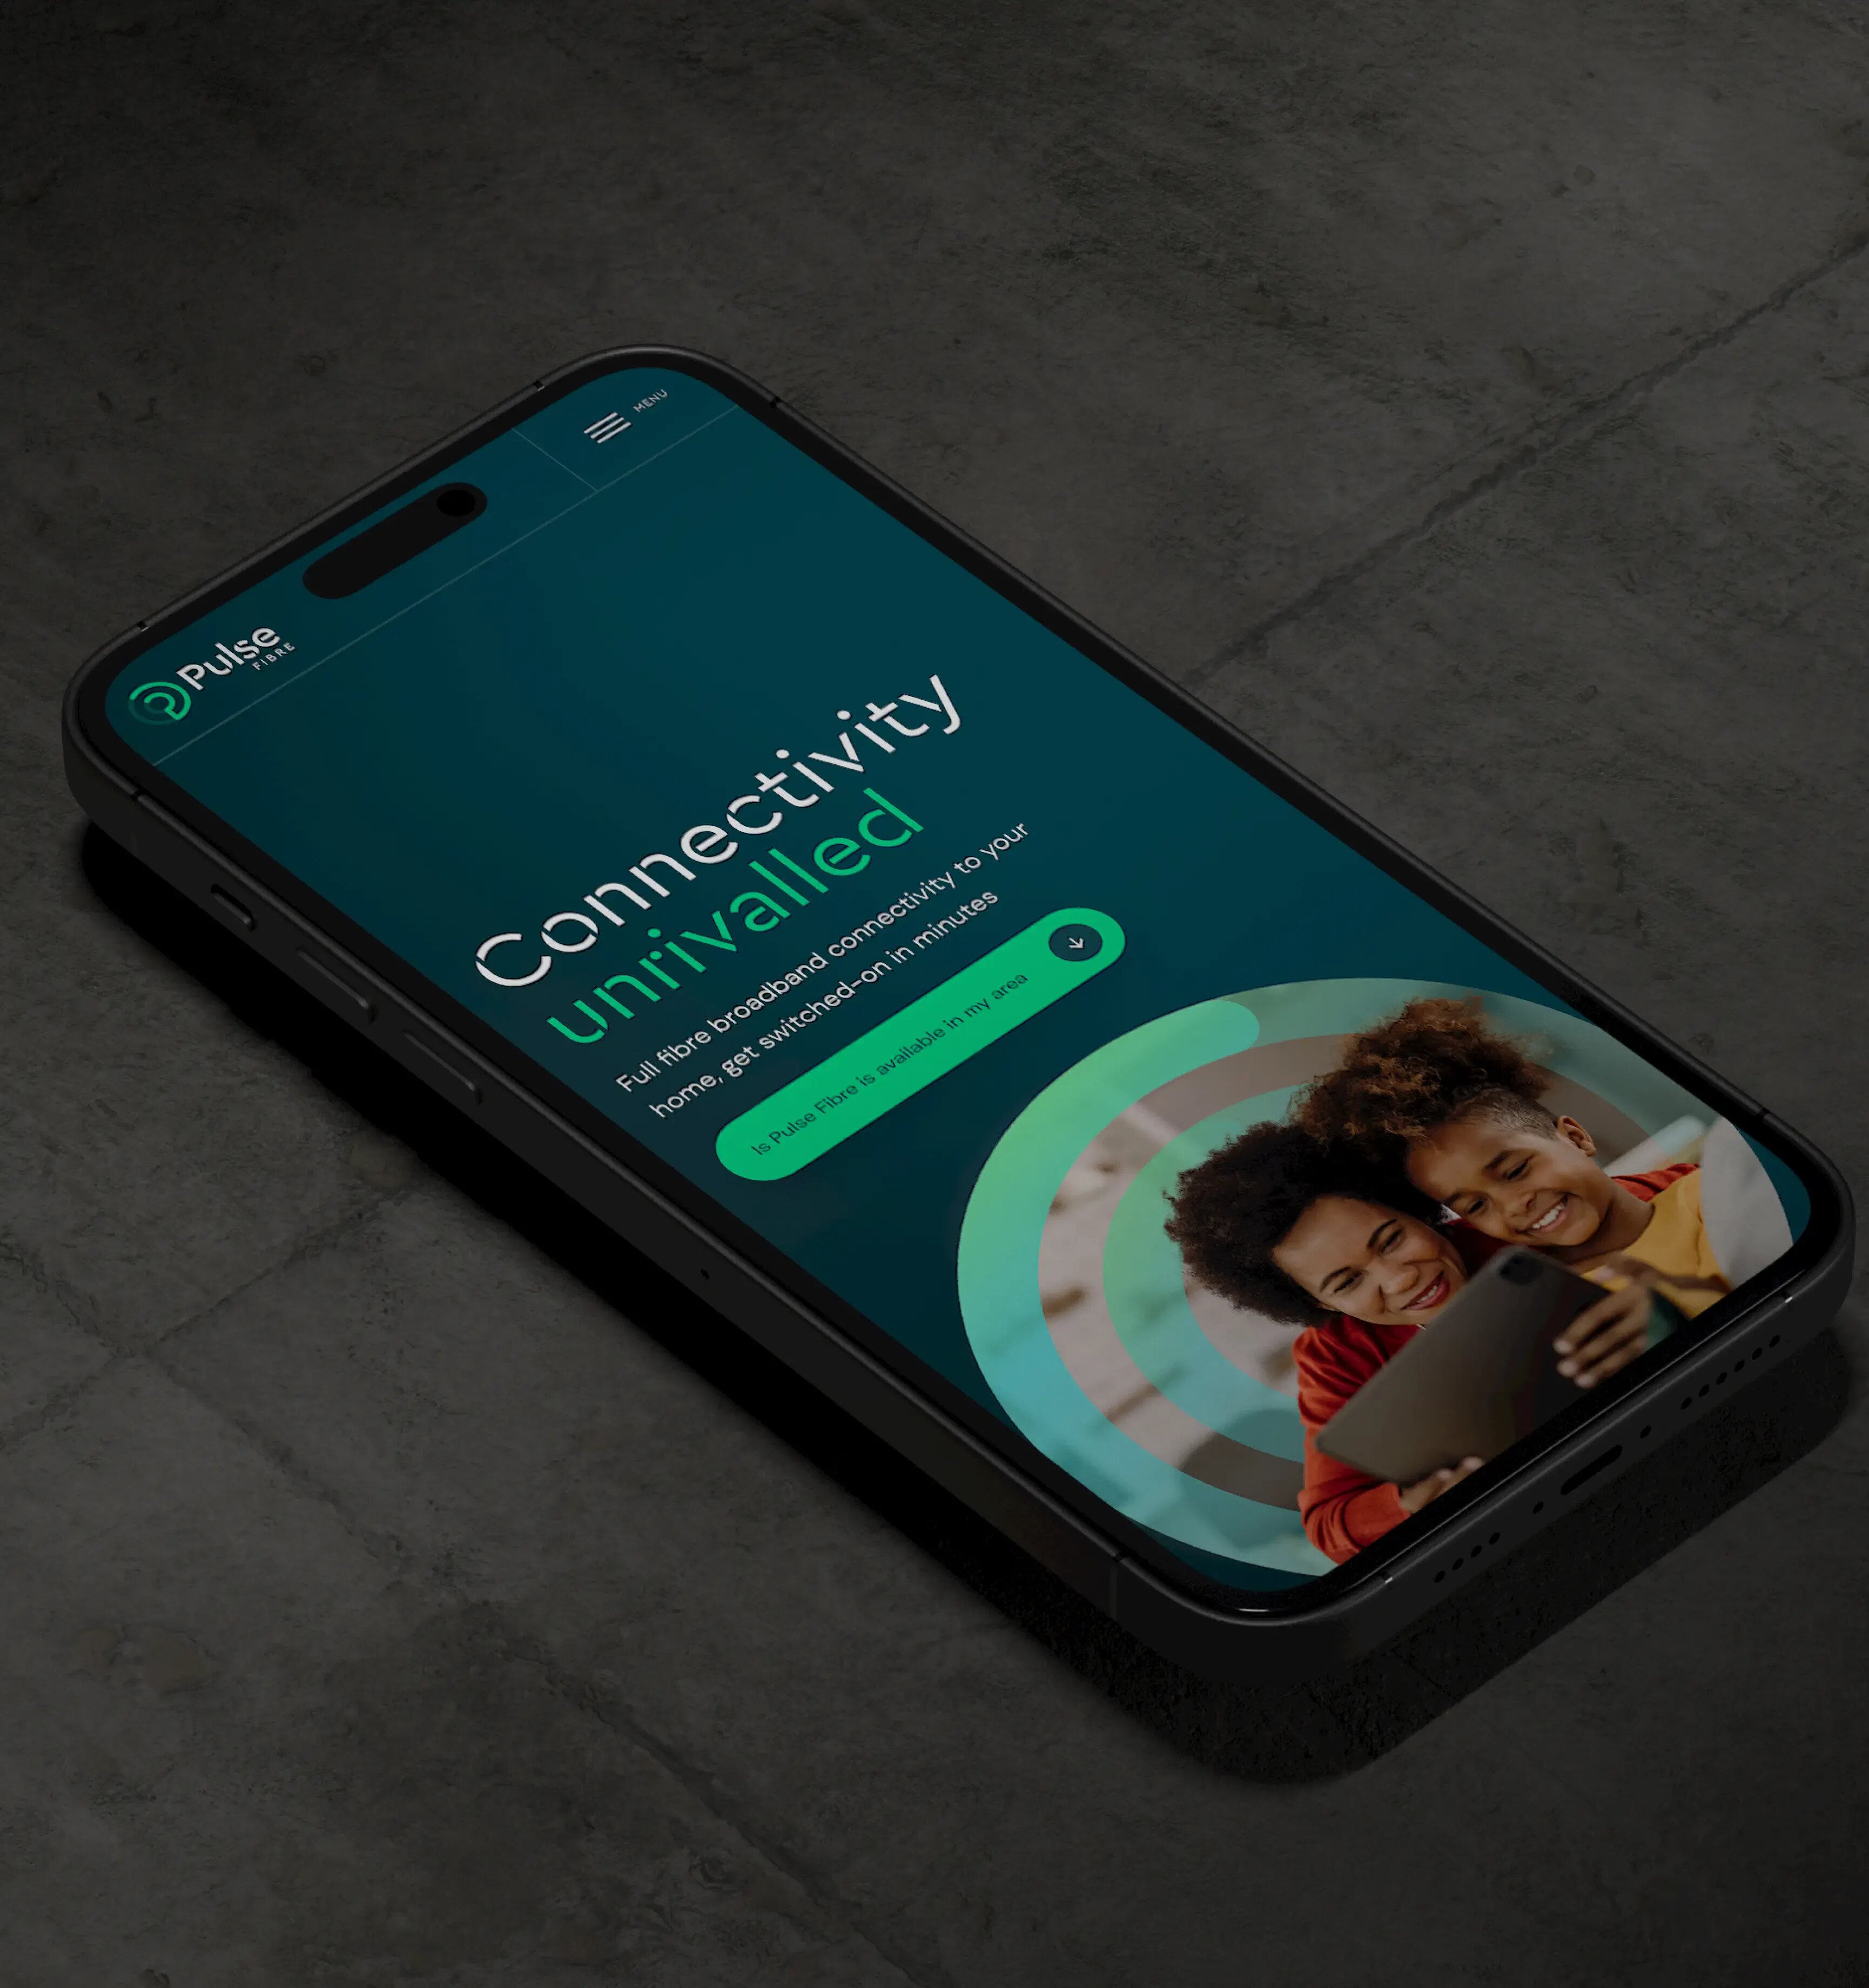 MENU
Pulse
FIBRE
Connectivity
unrivalled
Full fibre broadband connectivity to your
home, get switched-on in minutes
Is Pulse Fibre is available in my area